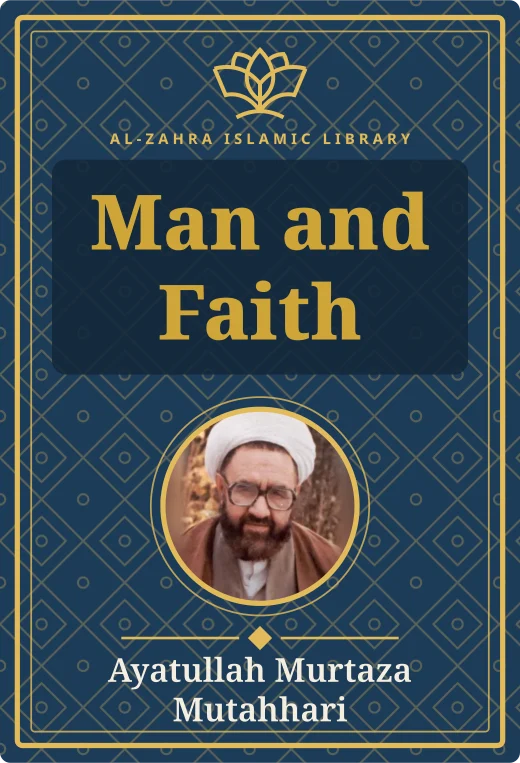 AL-ZAHRA ISLAMIC LIBRARY
Man and
Faith
Ayatullah Murtaza
Mutahhari